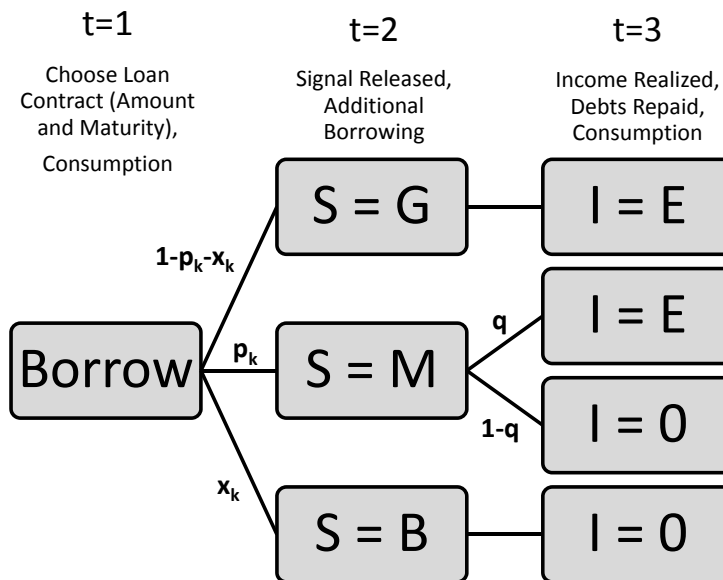 t=1
Choose Loan
Contract (Amount
and Maturity),
Consumption
t=2
Signal Released,
Additional
Borrowing
t=3
Income Realized,
Debts Repaid,
Consumption
Borrow
1-pₖ-xₖ
pₖ
xₖ
S = G
S = M
S = B
q
1-q
I = E
I = E
I = 0
I = 0